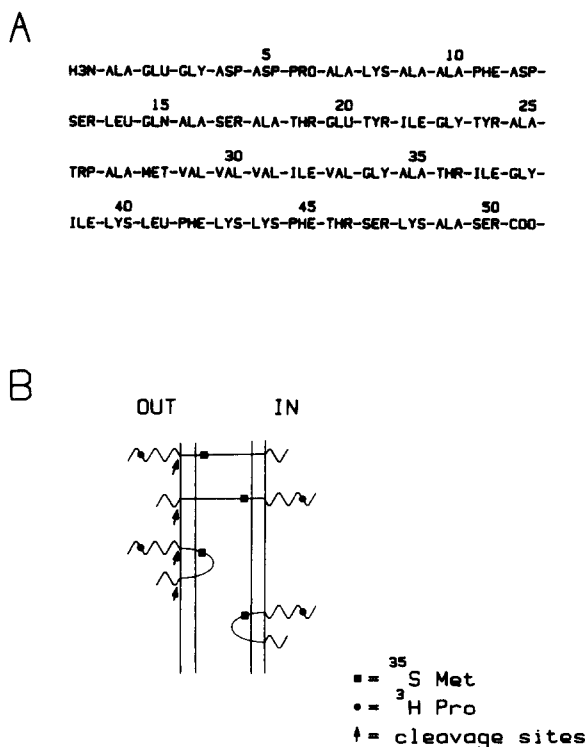 A
5 10
H3N-ALA-GLU-GLY-ASP-ASP-PRO-ALA-LYS-ALA-ALA-PHE-ASP-
15 20 25
SER-LEU-GLN-ALA-SER-ALA-THR-GLU-TYR-ILE-GLY-TYR-ALA-
30 35
TRP-ALA-MET-VAL-VAL-VAL-ILE-VAL-GLY-ALA-THR-ILE-GLY-
40 45 50
ILE-LYS-LEU-PHE-LYS-LYS-PHE-THR-SER-LYS-ALA-SER-COO-
B
OUT IN
■ = 35S Met
● = 3H Pro
↑ = cleavage sites